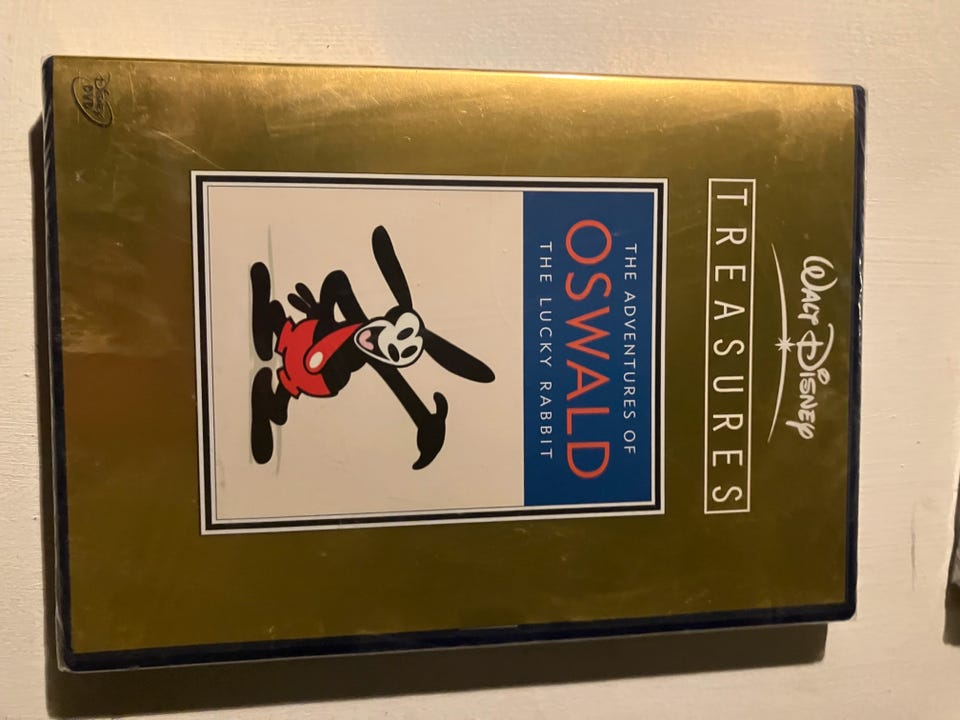 WALT DISNEY
TREASURES
THE ADVENTURES OF
OSWALD
THE LUCKY RABBIT
DISNEY
DVD